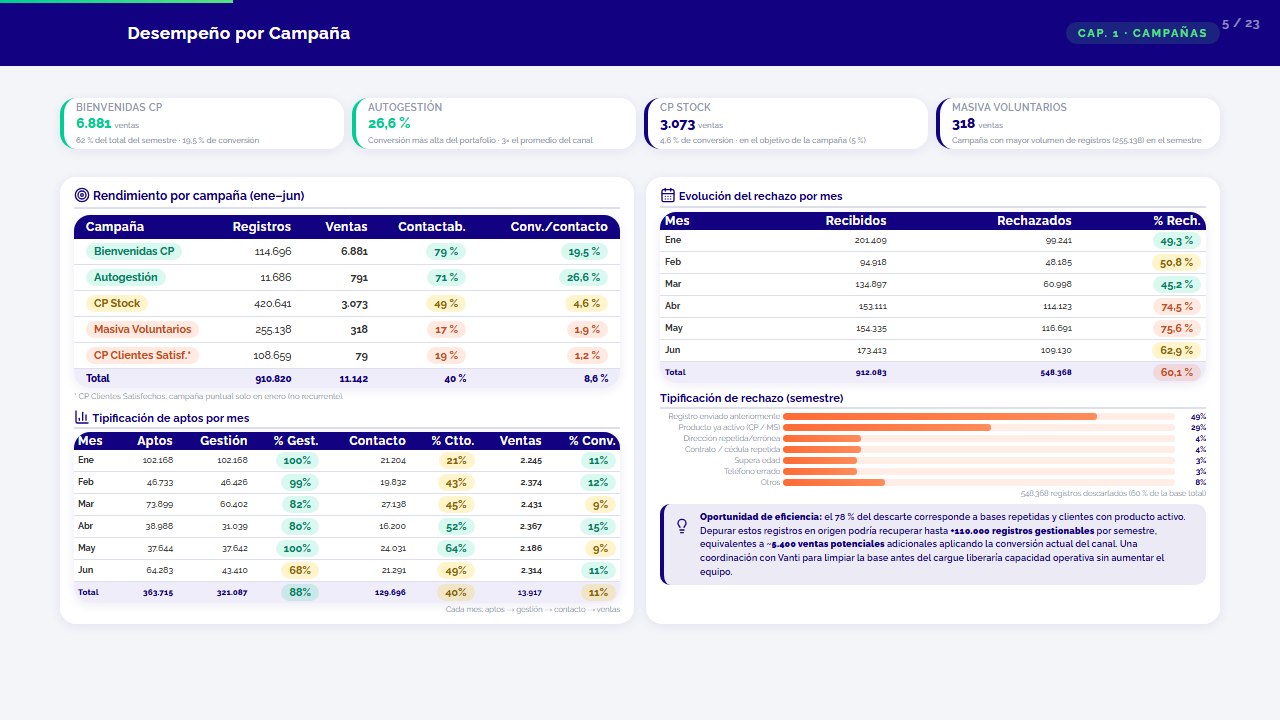 Desempeño por Campaña
CAP. 1 · CAMPAÑAS
5 / 23
BIENVENIDAS CP
6.881 ventas
62 % del total del semestre · 19,5 % de conversión
AUTOGESTIÓN
26,6 %
Conversión más alta del portafolio · 3× el promedio del canal
CP STOCK
3.073 ventas
4,6 % de conversión · en el objetivo de la campaña (5 %)
MASIVA VOLUNTARIOS
318 ventas
Campaña con mayor volumen de registros (255.138) en el semestre
Rendimiento por campaña (ene–jun)
Campaña Registros Ventas Contactab. Conv./contacto
Bienvenidas CP 114.696 6.881 79 % 19,5 %
Autogestión 11.686 791 71 % 26,6 %
CP Stock 420.641 3.073 49 % 4,6 %
Masiva Voluntarios 255.138 318 17 % 1,9 %
CP Clientes Satisf.* 108.659 79 19 % 1,2 %
Total 910.820 11.142 40 % 8,6 %
* CP Clientes Satisfechos: campaña puntual solo en enero (no recurrente).
Tipificación de aptos por mes
Mes Aptos Gestión % Gest. Contacto % Ctto. Ventas % Conv.
Ene 102.168 102.168 100% 21.204 21% 2.245 11%
Feb 46.733 46.426 99% 19.832 43% 2.374 12%
Mar 73.899 60.402 82% 27.138 45% 2.431 9%
Abr 38.988 31.039 80% 16.200 52% 2.367 15%
May 37.644 37.642 100% 24.031 64% 2.186 9%
Jun 64.283 43.410 68% 21.291 49% 2.314 11%
Total 363.715 321.087 88% 129.696 40% 13.917 11%
Cada mes: aptos → gestión → contacto → ventas
Evolución del rechazo por mes
Mes Recibidos Rechazados % Rech.
Ene 201.409 99.241 49,3 %
Feb 94.918 48.185 50,8 %
Mar 134.897 60.998 45,2 %
Abr 153.111 114.123 74,5 %
May 154.335 116.691 75,6 %
Jun 173.413 109.130 62,9 %
Total 912.083 548.368 60,1 %
Tipificación de rechazo (semestre)
Registro enviado anteriormente 49%
Producto ya activo (CP / MS) 29%
Dirección repetida/errónea 4%
Contrato / cédula repetida 4%
Supera edad 3%
Teléfono errado 3%
Otros 8%
548.368 registros descartados (60 % de la base total)
Oportunidad de eficiencia: el 78 % del descarte corresponde a bases repetidas y clientes con producto activo.
Depurar estos registros en origen podría recuperar hasta +110.000 registros gestionables por semestre,
equivalentes a ~5.400 ventas potenciales adicionales aplicando la conversión actual del canal. Una
coordinación con Vanti para limpiar la base antes del cargue liberaría capacidad operativa sin aumentar el
equipo.